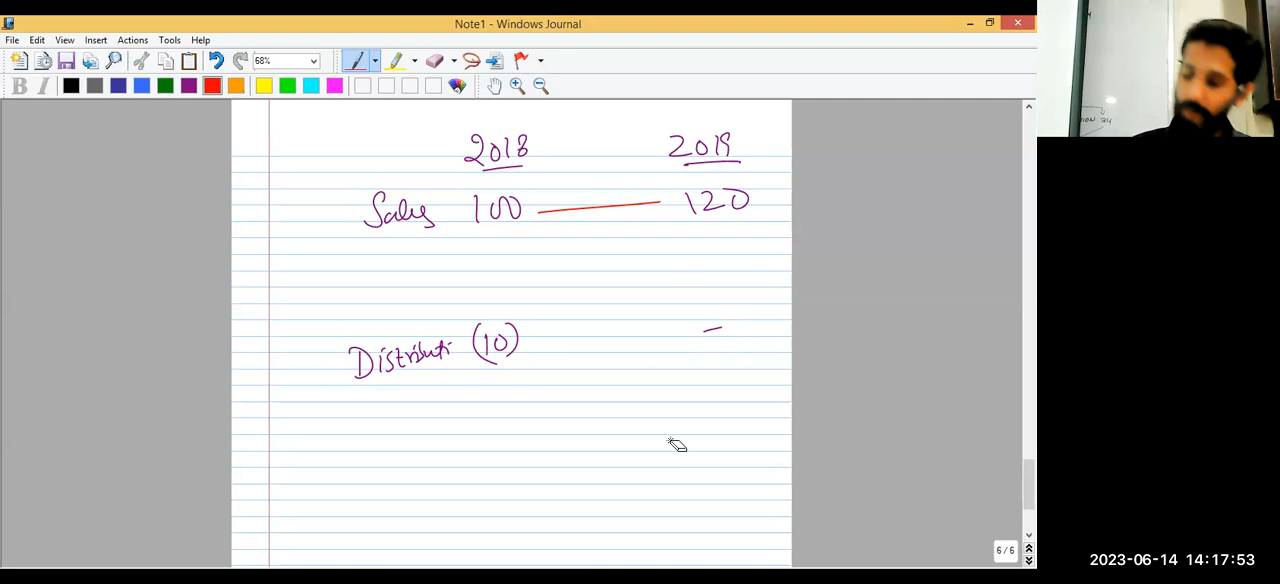 Note1 - Windows Journal
File Edit View Insert Actions Tools Help
68%
B I
2018 2019
Sales 100 120
Distributi (10) –
6 / 6
2023-06-14 14:17:53